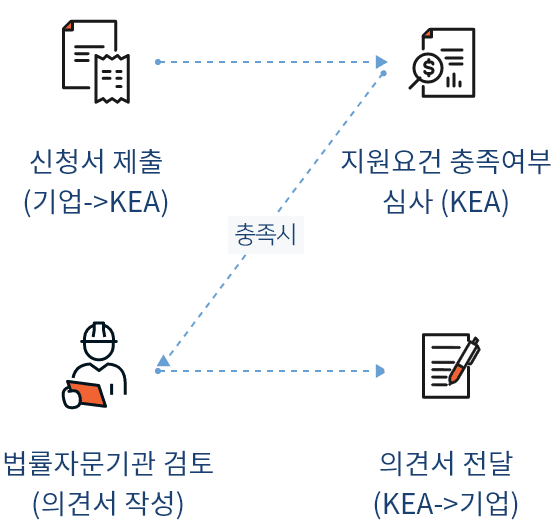 신청서 제출
(기업->KEA)
지원요건 충족여부
심사 (KEA)
충족시
법률자문기관 검토
(의견서 작성)
의견서 전달
(KEA->기업)